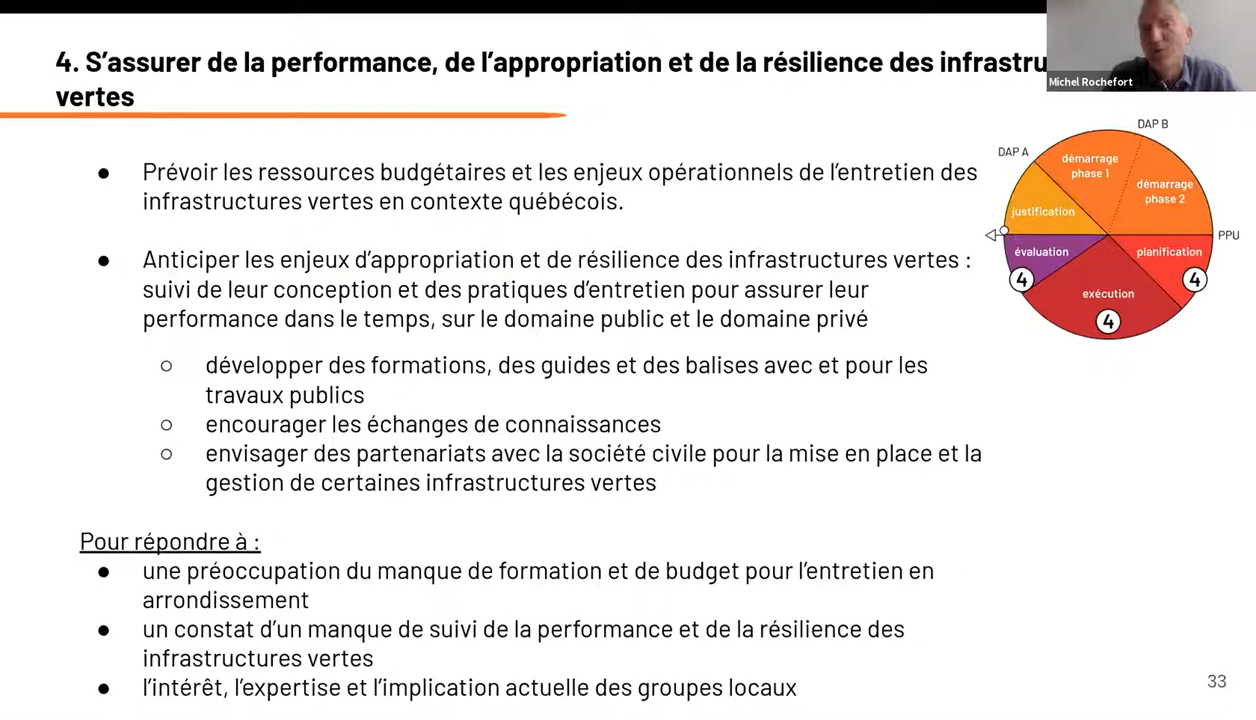 4. S'assurer de la performance, de l'appropriation et de la résilience des
vertes
Michel Rochefort
● Prévoir les ressources budgétaires et les enjeux opérationnels de l'entretien des
infrastructures vertes en contexte québécois.
● Anticiper les enjeux d'appropriation et de résilience des infrastructures vertes :
suivi de leur conception et des pratiques d'entretien pour assurer leur
performance dans le temps, sur le domaine public et le domaine privé
○ développer des formations, des guides et des balises avec et pour les
travaux publics
○ encourager les échanges de connaissances
○ envisager des partenariats avec la société civile pour la mise en place et la
gestion de certaines infrastructures vertes
Pour répondre à :
● une préoccupation du manque de formation et de budget pour l'entretien en
arrondissement
● un constat d'un manque de suivi de la performance et de la résilience des
infrastructures vertes
● l'intérêt, l'expertise et l'implication actuelle des groupes locaux
DAP B
DAP A
démarrage
phase 1
démarrage
phase 2
justification
PPU
évaluation
planification
4
4
exécution
4
33